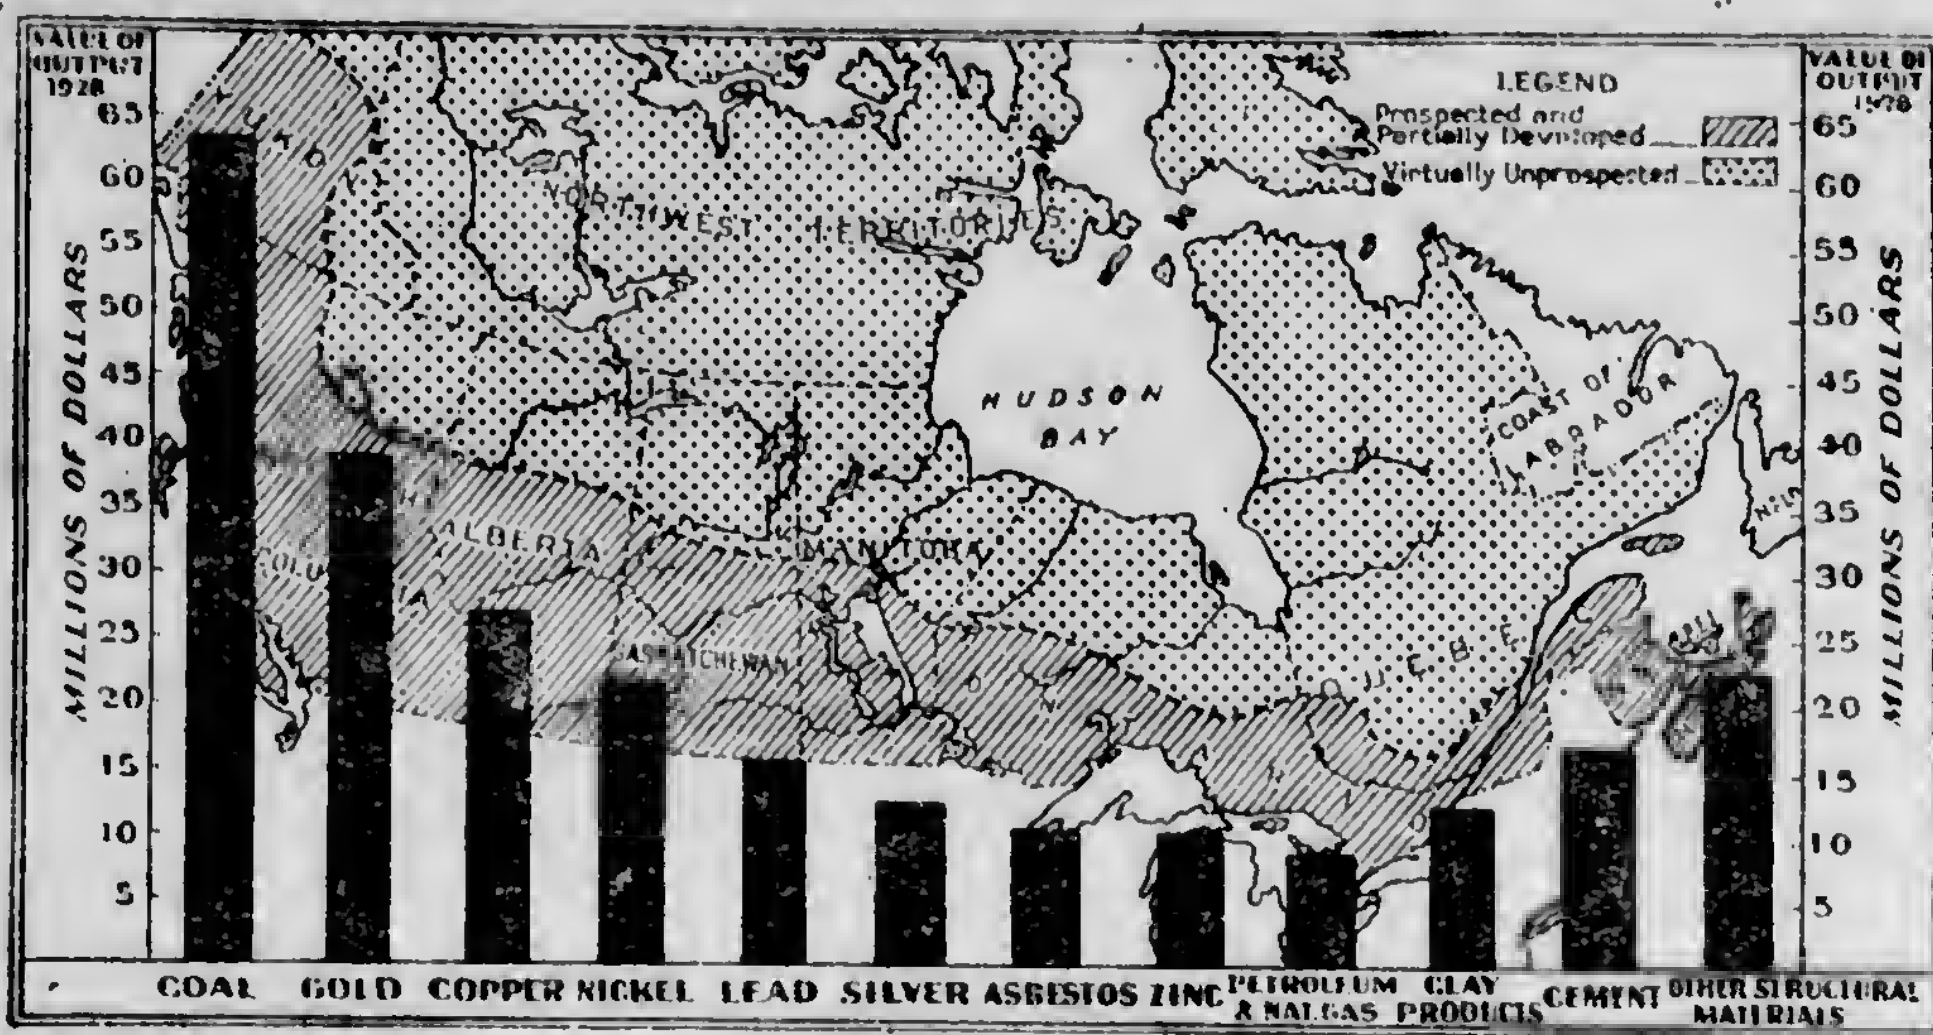 VALUE OF
OUTPUT
1928
65
60
55
50
45
40
35
30
25
20
15
10
5
MILLIONS OF DOLLARS
LEGEND
Prospected and
Partially Developed
Virtually Unprospected
YUKON
NORTHWEST TERRITORIES
HUDSON
BAY
COAST OF
LABRADOR
NFLD
COLU
ALBERTA
MANITOBA
SASKATCHEWAN
QUEBEC
VALUE OF
OUTPUT
1928
65
60
55
50
45
40
35
30
25
20
15
10
5
MILLIONS OF DOLLARS
COAL
GOLD
COPPER
NICKEL
LEAD
SILVER
ASBESTOS
ZINC
PETROLEUM
& NAT.GAS
CLAY
PRODUCTS
CEMENT
OTHER STRUCTURAL
MATERIALS